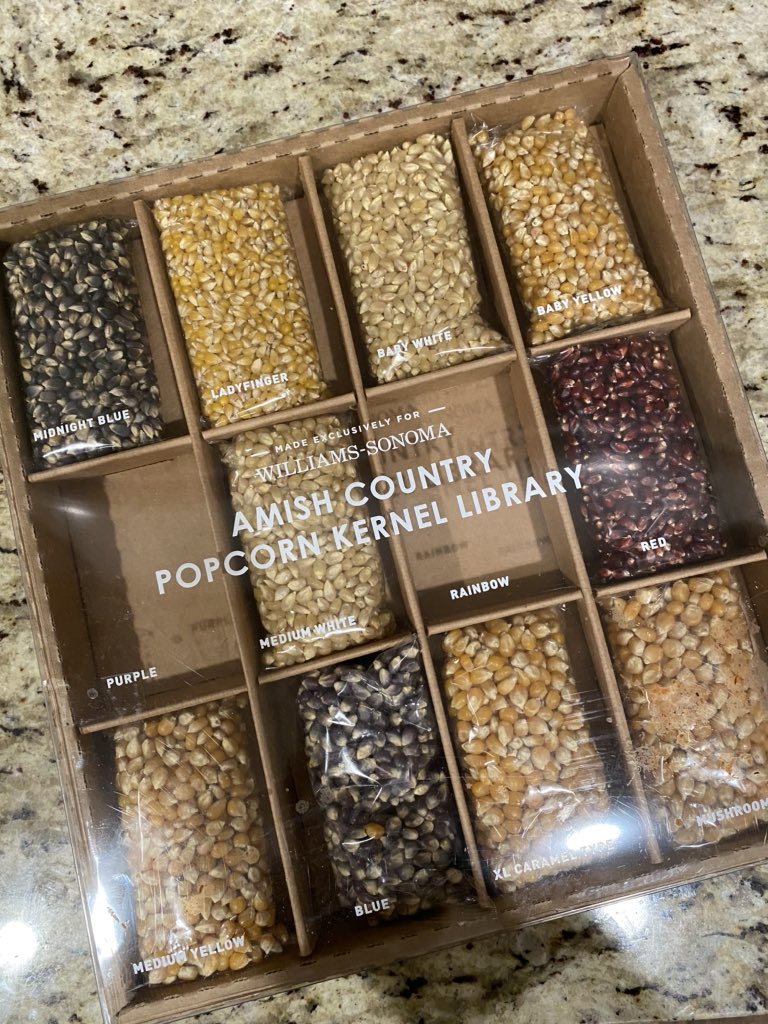 MIDNIGHT BLUE
LADYFINGER
BABY WHITE
BABY YELLOW
MADE EXCLUSIVELY FOR
WILLIAMS-SONOMA
AMISH COUNTRY
POPCORN KERNEL LIBRARY
PURPLE
MEDIUM WHITE
RAINBOW
RED
MEDIUM YELLOW
BLUE
XL CARAMEL TYPE
MUSHROOM